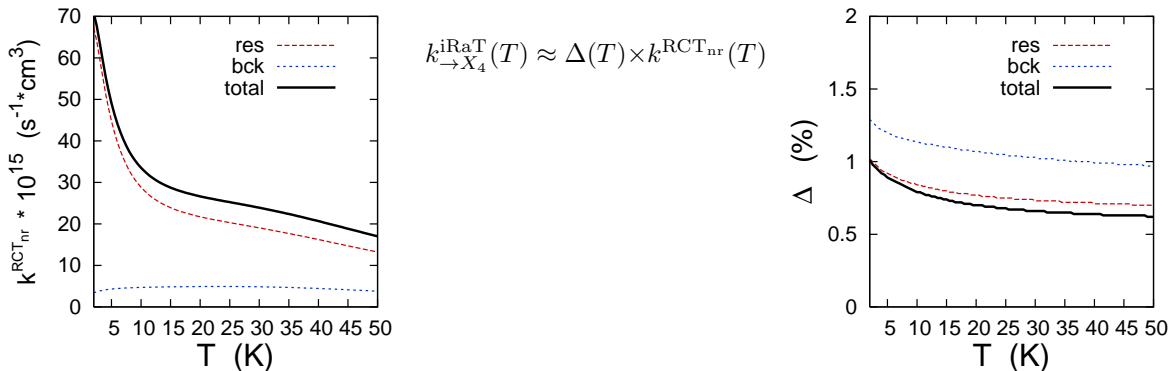 k^RCT_nr * 10^15 (s^-1*cm^3)
70
60
50
40
30
20
10
0
res
bck
total
5 10 15 20 25 30 35 40 45 50
T (K)
k^{iRaT}_{→X_4}(T) ≈ Δ(T)×k^{RCT_nr}(T)
Δ (%)
2
1.5
1
0.5
0
res
bck
total
5 10 15 20 25 30 35 40 45 50
T (K)